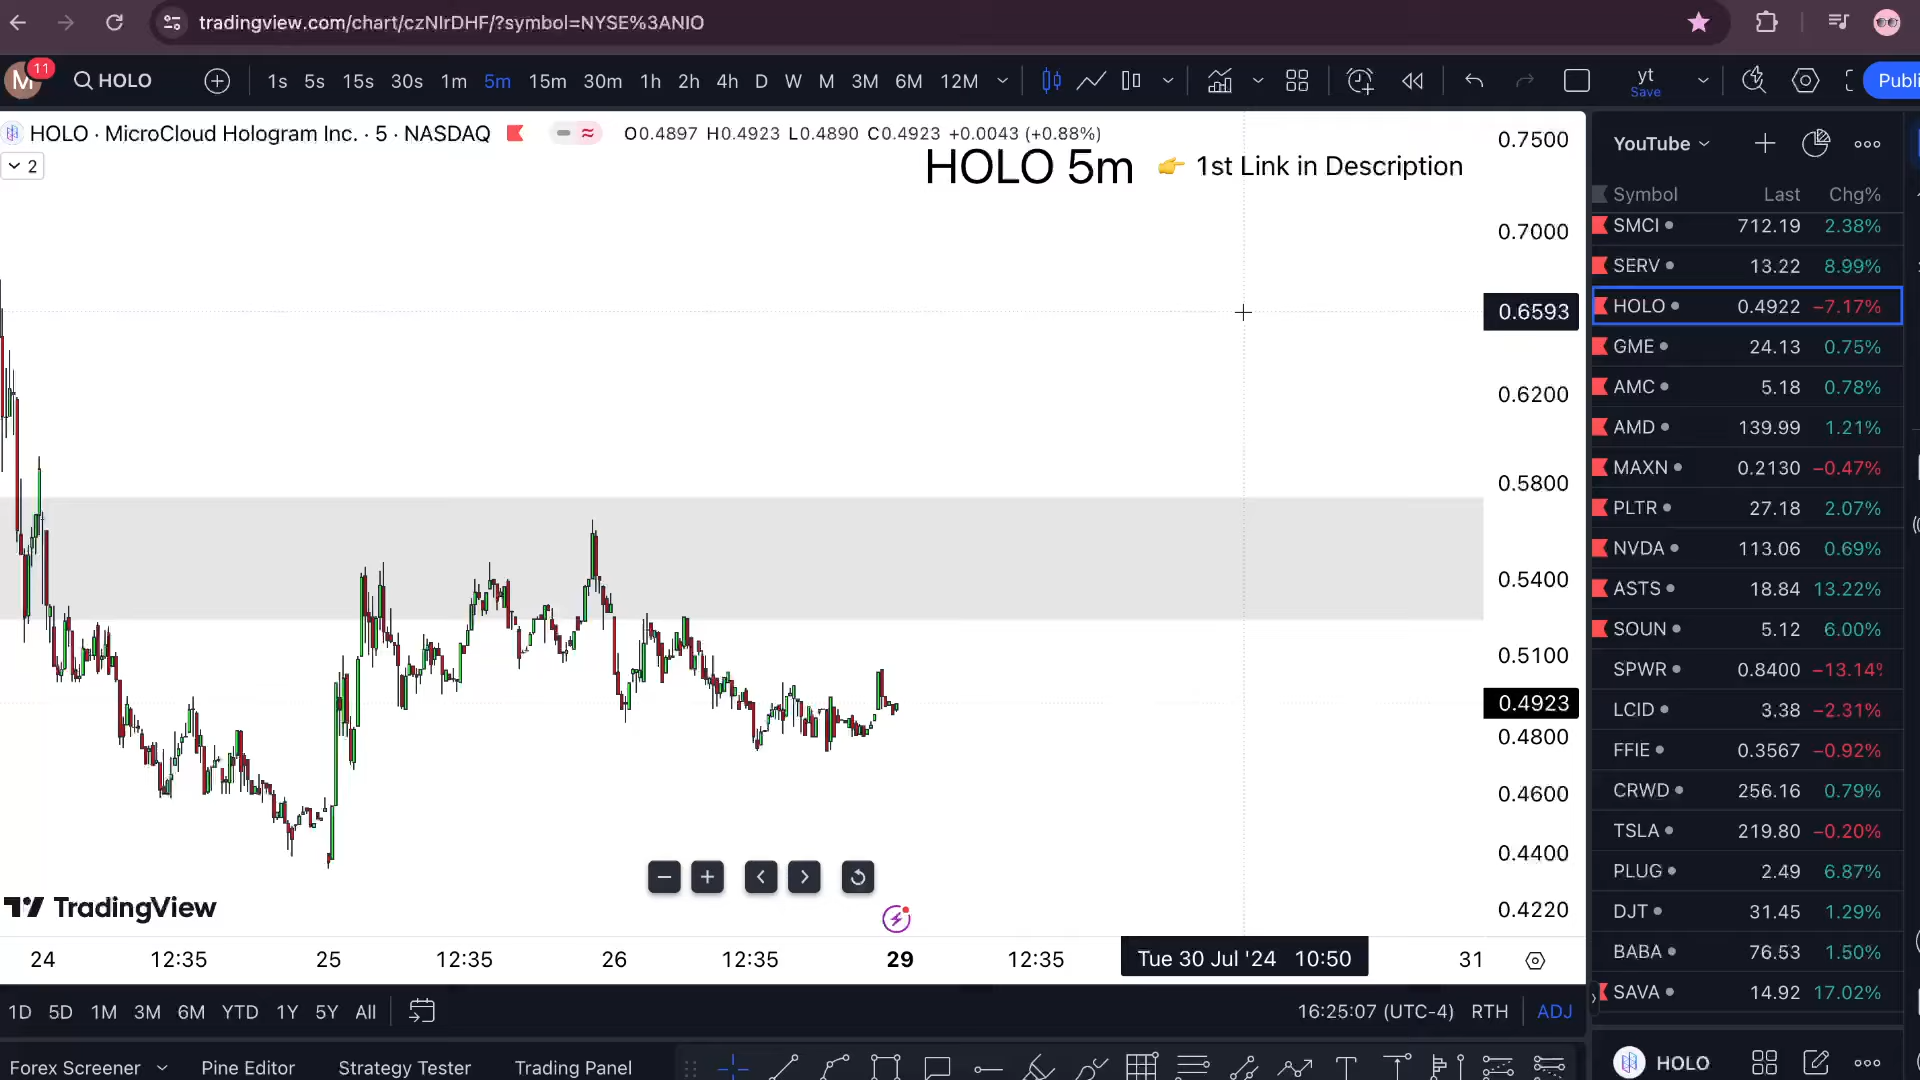 tradingview.com/chart/czNIrDHF/?symbol=NYSE%3ANIO
M 11 HOLO 1s 5s 15s 30s 1m 5m 15m 30m 1h 2h 4h D W M 3M 6M 12M yt Save Publi
HOLO · MicroCloud Hologram Inc. · 5 · NASDAQ O0.4897 H0.4923 L0.4890 C0.4923 +0.0043 (+0.88%)
2
HOLO 5m 👉 1st Link in Description
0.7500
0.7000
0.6593
0.6200
0.5800
0.5400
0.5100
0.4923
0.4800
0.4600
0.4400
0.4220
YouTube
Symbol Last Chg%
SMCI 712.19 2.38%
SERV 13.22 8.99%
HOLO 0.4922 −7.17%
GME 24.13 0.75%
AMC 5.18 0.78%
AMD 139.99 1.21%
MAXN 0.2130 −0.47%
PLTR 27.18 2.07%
NVDA 113.06 0.69%
ASTS 18.84 13.22%
SOUN 5.12 6.00%
SPWR 0.8400 −13.14%
LCID 3.38 −2.31%
FFIE 0.3567 −0.92%
CRWD 256.16 0.79%
TSLA 219.80 −0.20%
PLUG 2.49 6.87%
DJT 31.45 1.29%
BABA 76.53 1.50%
SAVA 14.92 17.02%
TradingView
24 12:35 25 12:35 26 12:35 29 12:35 Tue 30 Jul '24 10:50 31
1D 5D 1M 3M 6M YTD 1Y 5Y All 16:25:07 (UTC-4) RTH ADJ
Forex Screener Pine Editor Strategy Tester Trading Panel
HOLO